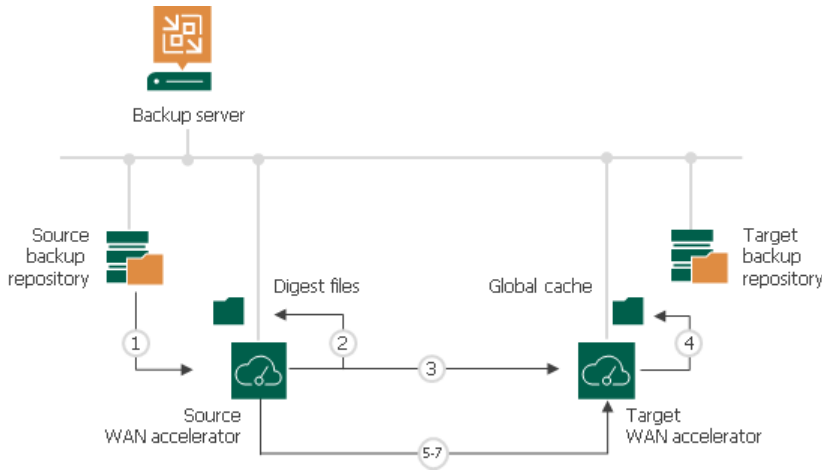 Backup server
Source
backup
repository
Target
backup
repository
Digest files
Global cache
1
2
3
4
Source
WAN accelerator
Target
WAN accelerator
5-7